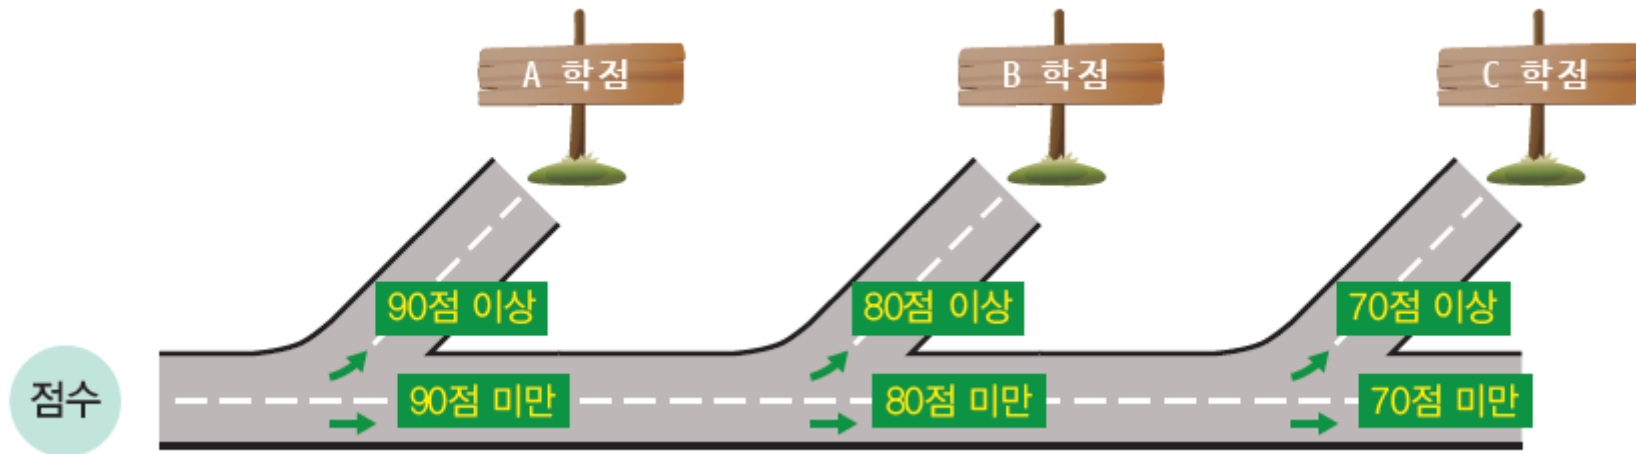 A 학점
B 학점
C 학점
90점 이상
80점 이상
70점 이상
점수
90점 미만
80점 미만
70점 미만